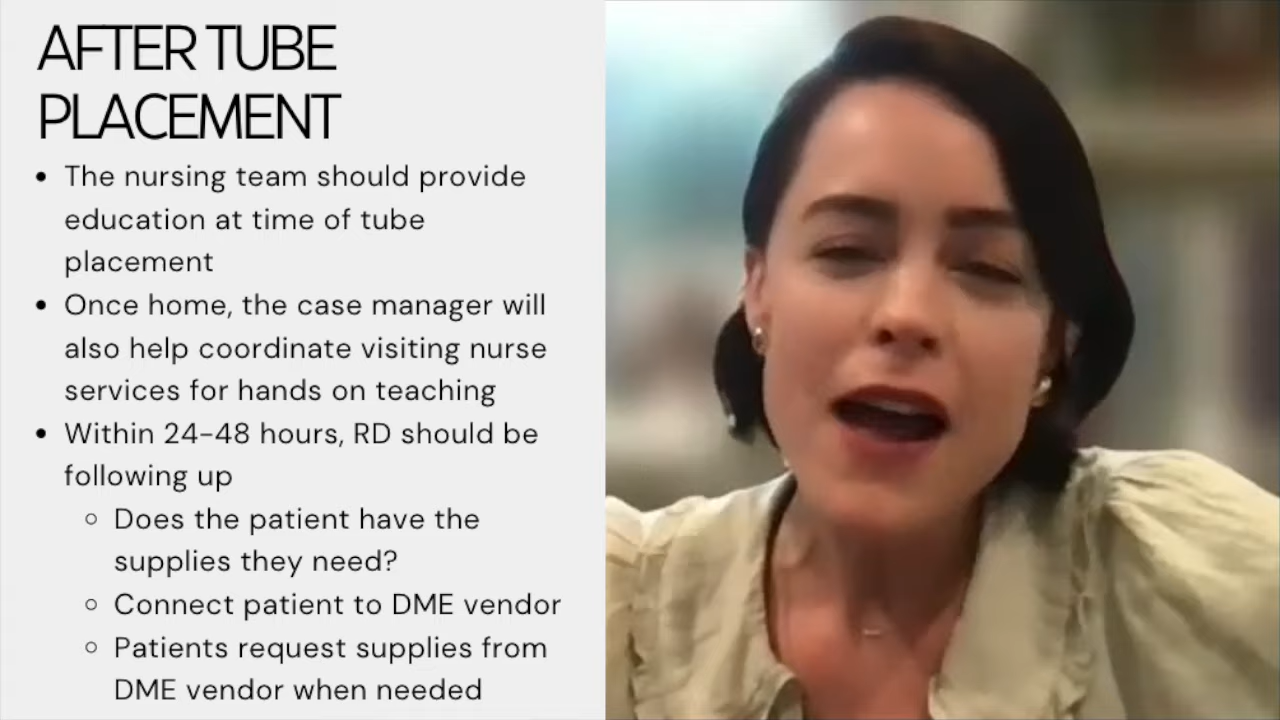 AFTER TUBE
PLACEMENT
• The nursing team should provide
education at time of tube
placement
• Once home, the case manager will
also help coordinate visiting nurse
services for hands on teaching
• Within 24-48 hours, RD should be
following up
○ Does the patient have the
supplies they need?
○ Connect patient to DME vendor
○ Patients request supplies from
DME vendor when needed